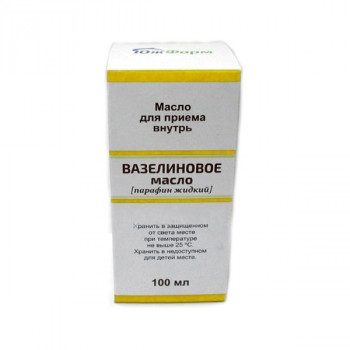 ЮжФарм
Масло
для приема
внутрь
ВАЗЕЛИНОВОЕ
масло
[парафин жидкий]
Хранить в защищенном
от света месте
при температуре
не выше 25 ºС.
Хранить в недоступном
для детей месте.
100 мл